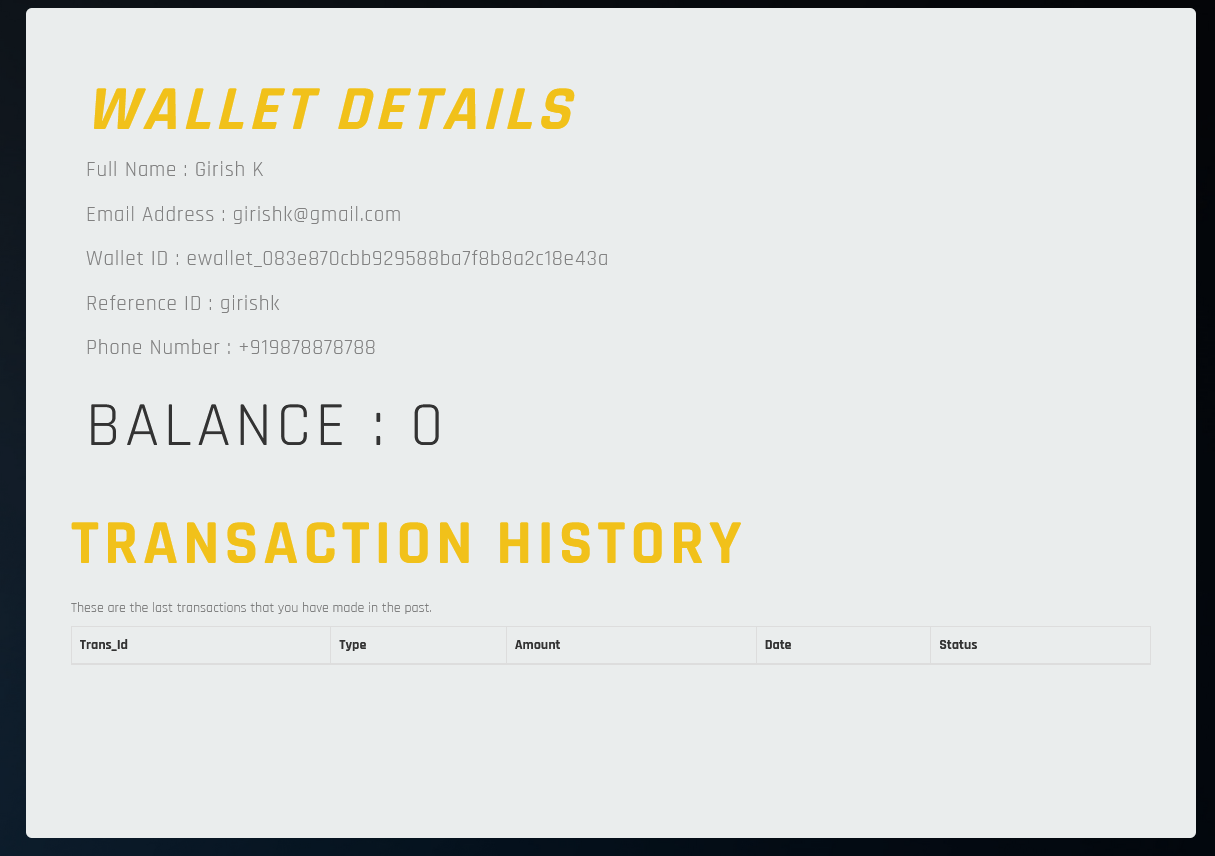 WALLET DETAILS
Full Name : Girish K
Email Address : girishk@gmail.com
Wallet ID : ewallet_083e870cbb929588ba7f8b8a2c18e43a
Reference ID : girishk
Phone Number : +919878878788
BALANCE : 0
TRANSACTION HISTORY
These are the last transactions that you have made in the past.
Trans_Id Type Amount Date Status